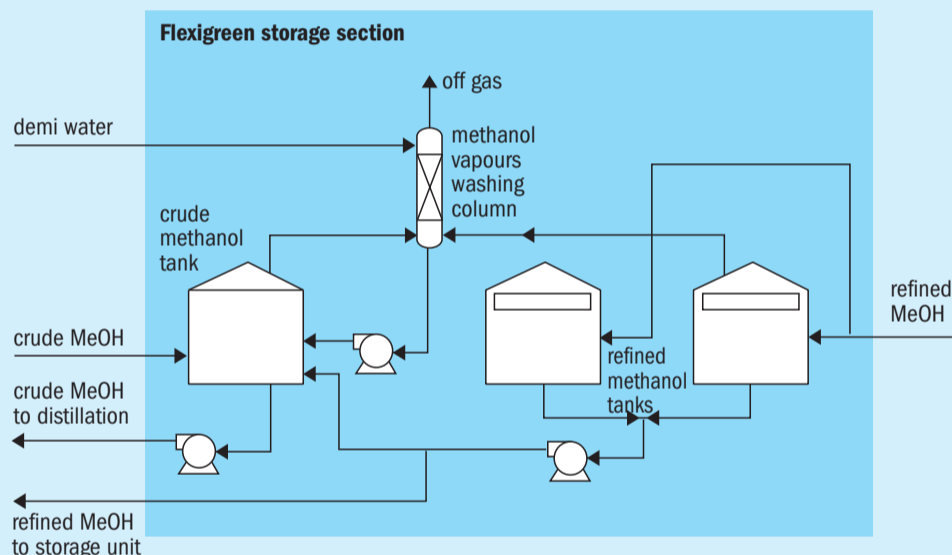 Flexigreen storage section
off gas
demi water
methanol
vapours
washing
column
crude
methanol
tank
refined
MeOH
crude MeOH
refined
methanol
tanks
crude MeOH
to distillation
refined MeOH
to storage unit